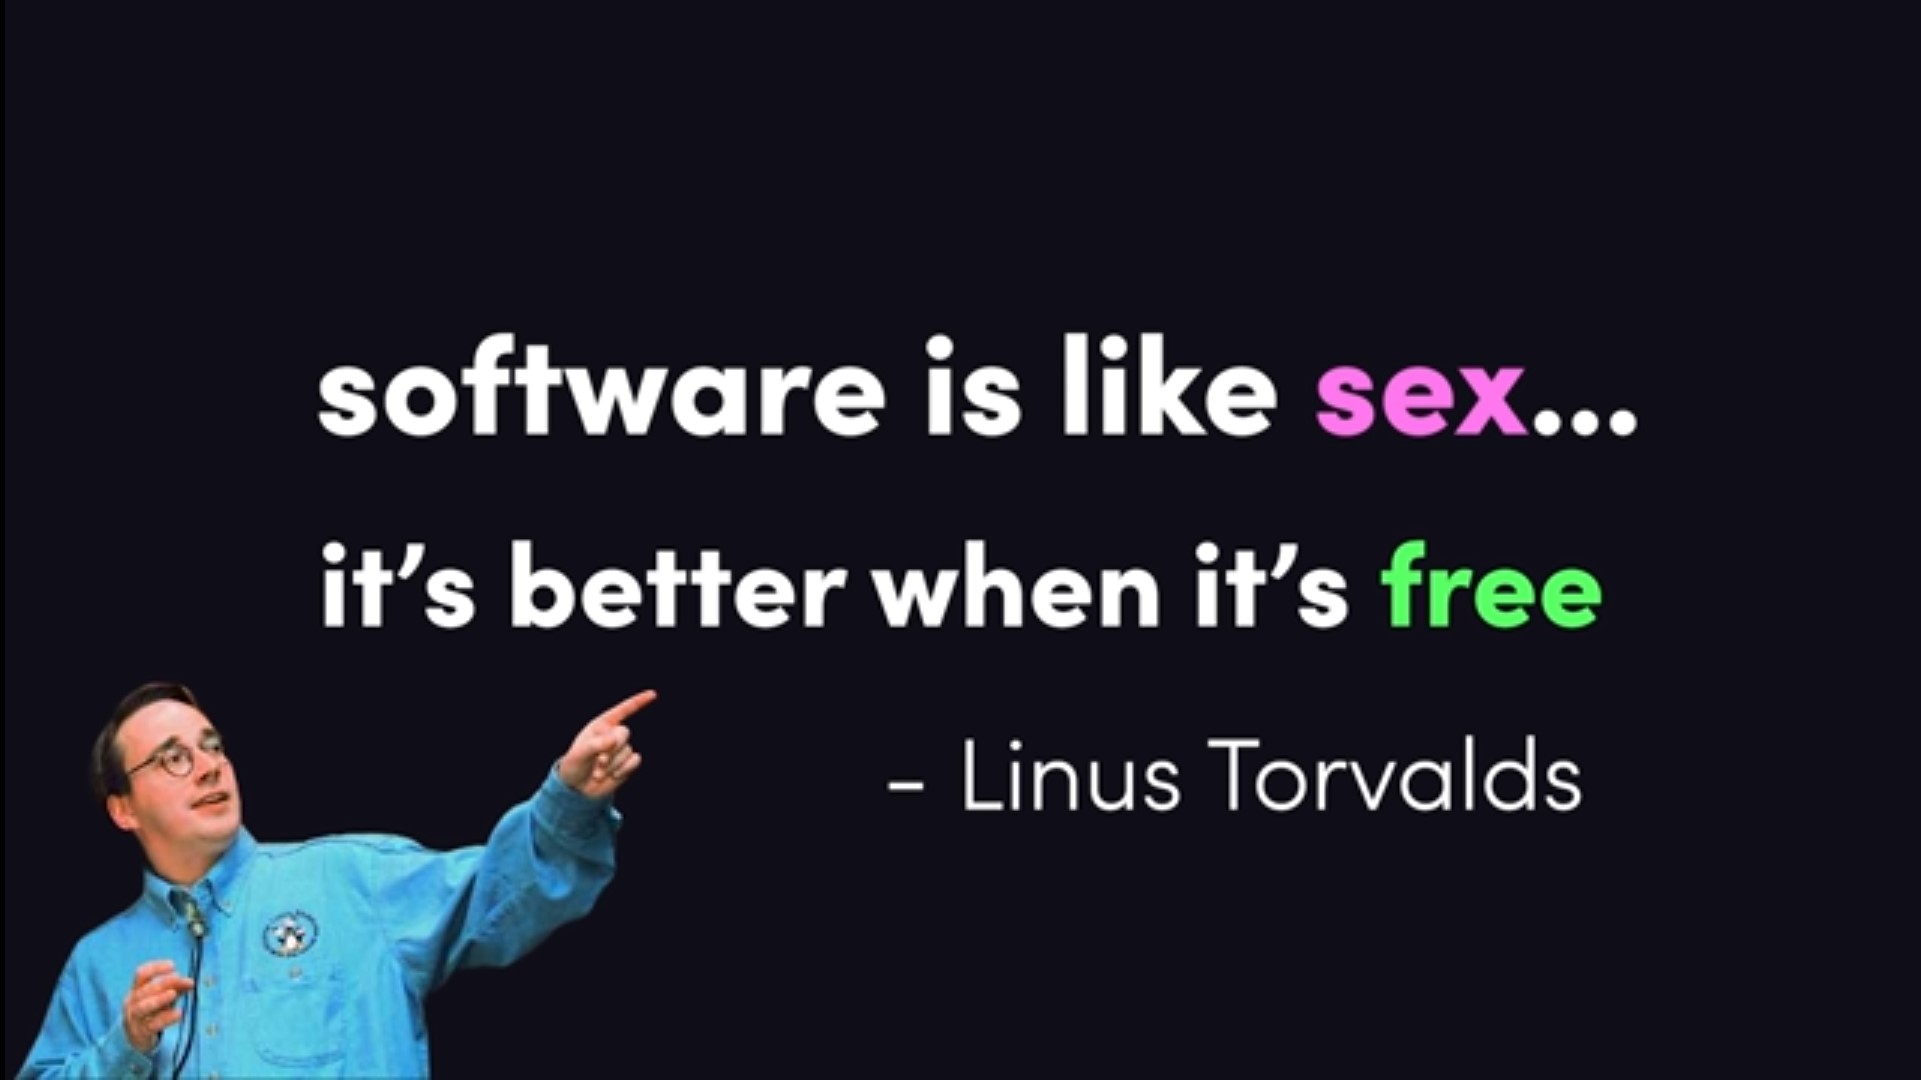 software is like sex...
it’s better when it’s free
- Linus Torvalds